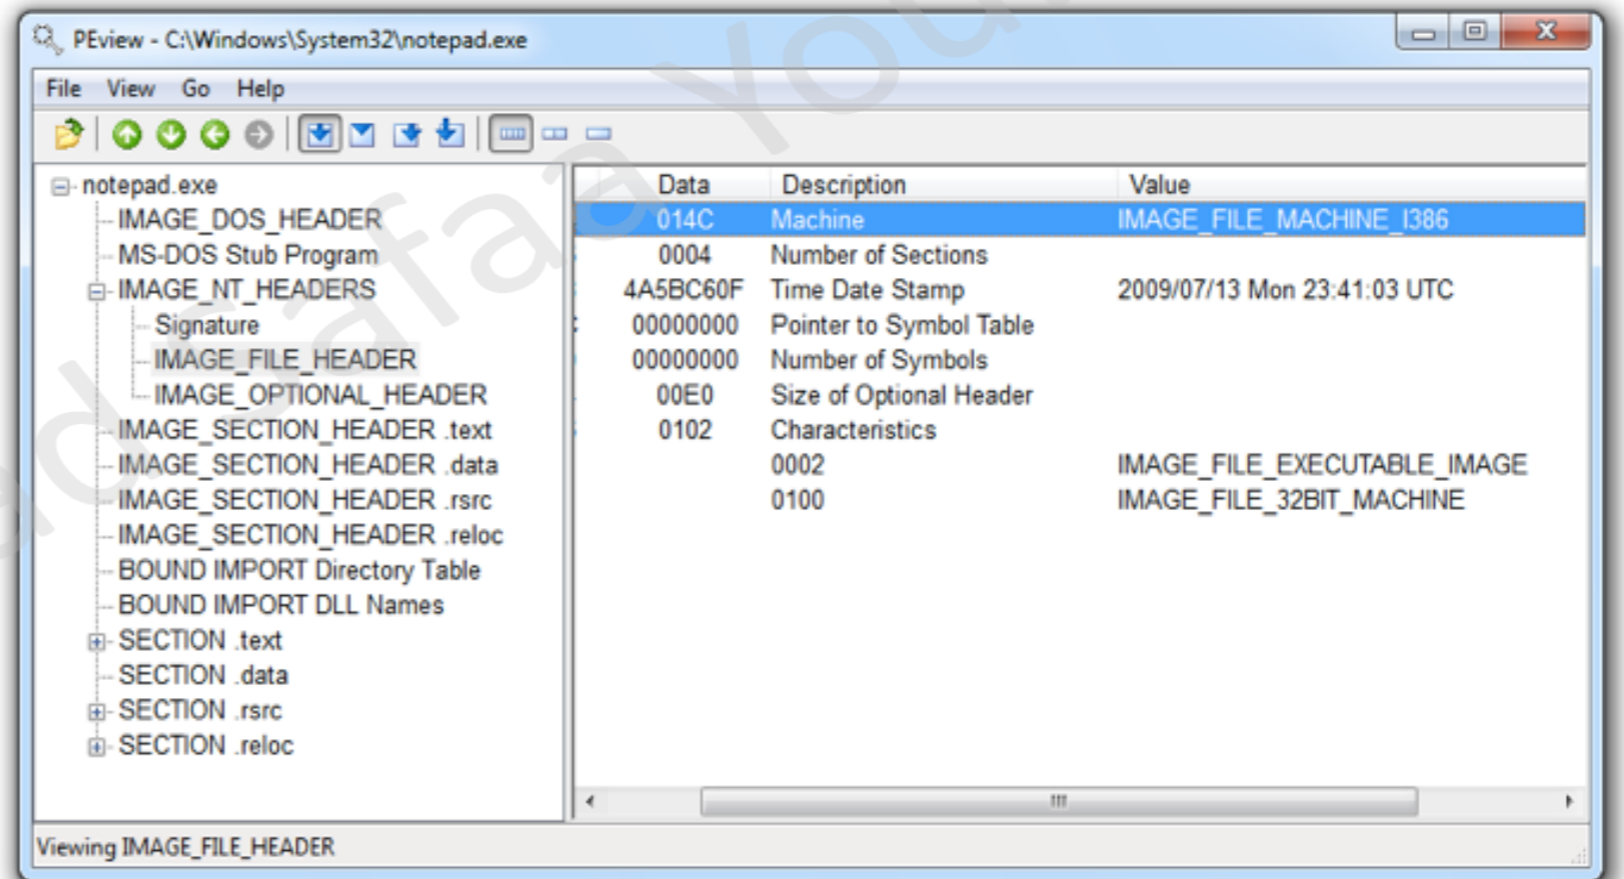 PEview - C:\Windows\System32\notepad.exe
File View Go Help
notepad.exe
IMAGE_DOS_HEADER
MS-DOS Stub Program
IMAGE_NT_HEADERS
Signature
IMAGE_FILE_HEADER
IMAGE_OPTIONAL_HEADER
IMAGE_SECTION_HEADER .text
IMAGE_SECTION_HEADER .data
IMAGE_SECTION_HEADER .rsrc
IMAGE_SECTION_HEADER .reloc
BOUND IMPORT Directory Table
BOUND IMPORT DLL Names
SECTION .text
SECTION .data
SECTION .rsrc
SECTION .reloc
Data Description Value
014C Machine IMAGE_FILE_MACHINE_I386
0004 Number of Sections
4A5BC60F Time Date Stamp 2009/07/13 Mon 23:41:03 UTC
00000000 Pointer to Symbol Table
00000000 Number of Symbols
00E0 Size of Optional Header
0102 Characteristics
0002 IMAGE_FILE_EXECUTABLE_IMAGE
0100 IMAGE_FILE_32BIT_MACHINE
Viewing IMAGE_FILE_HEADER
Safaa